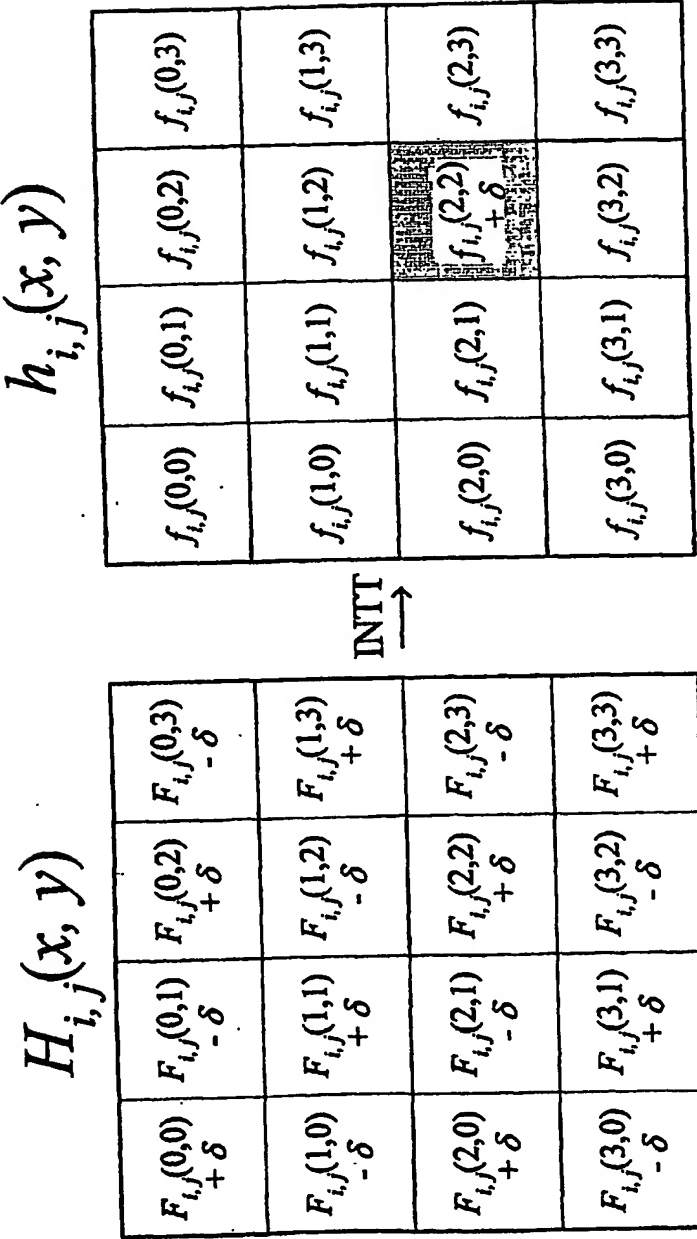 H_{i,j}(x, y)
F_{i,j}(0,0) F_{i,j}(0,1) F_{i,j}(0,2) F_{i,j}(0,3)
+ δ - δ + δ - δ
F_{i,j}(1,0) F_{i,j}(1,1) F_{i,j}(1,2) F_{i,j}(1,3)
- δ + δ - δ + δ
F_{i,j}(2,0) F_{i,j}(2,1) F_{i,j}(2,2) F_{i,j}(2,3)
+ δ - δ + δ - δ
F_{i,j}(3,0) F_{i,j}(3,1) F_{i,j}(3,2) F_{i,j}(3,3)
- δ + δ - δ + δ
INTT
→
h_{i,j}(x, y)
f_{i,j}(0,0) f_{i,j}(0,1) f_{i,j}(0,2) f_{i,j}(0,3)
f_{i,j}(1,0) f_{i,j}(1,1) f_{i,j}(1,2) f_{i,j}(1,3)
f_{i,j}(2,0) f_{i,j}(2,1) f_{i,j}(2,2) f_{i,j}(2,3)
+ δ
f_{i,j}(3,0) f_{i,j}(3,1) f_{i,j}(3,2) f_{i,j}(3,3)